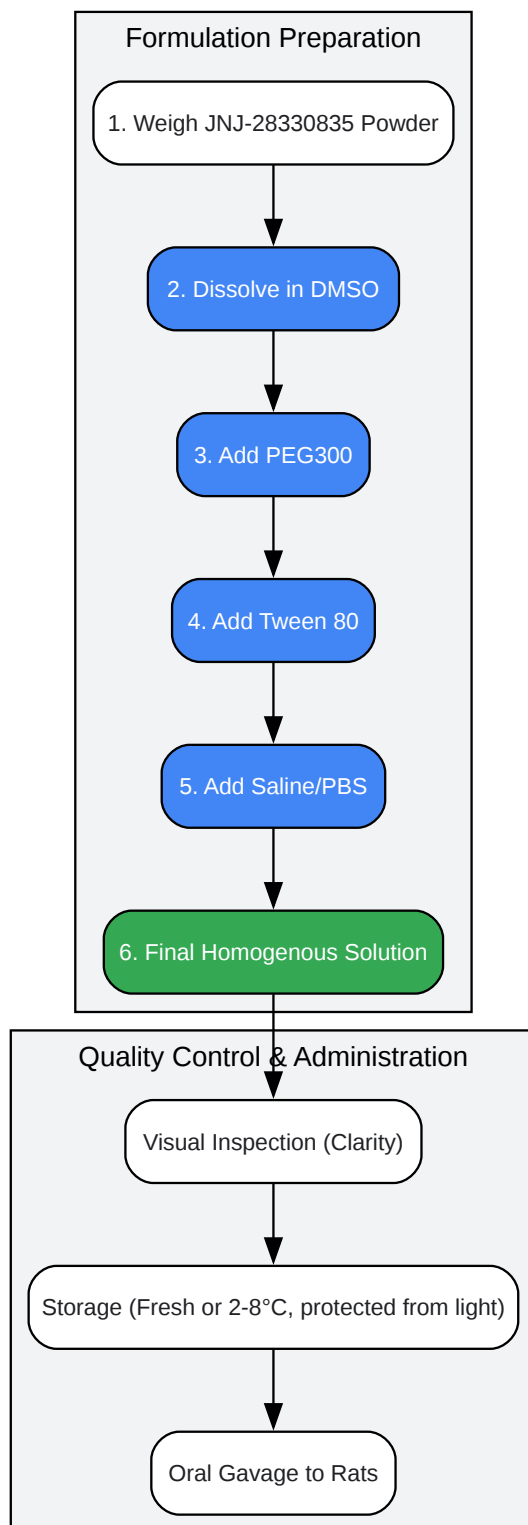 Formulation Preparation
1. Weigh JNJ-28330835 Powder
2. Dissolve in DMSO
3. Add PEG300
4. Add Tween 80
5. Add Saline/PBS
6. Final Homogenous Solution
Quality Control & Administration
Visual Inspection (Clarity)
Storage (Fresh or 2-8°C, protected from light)
Oral Gavage to Rats